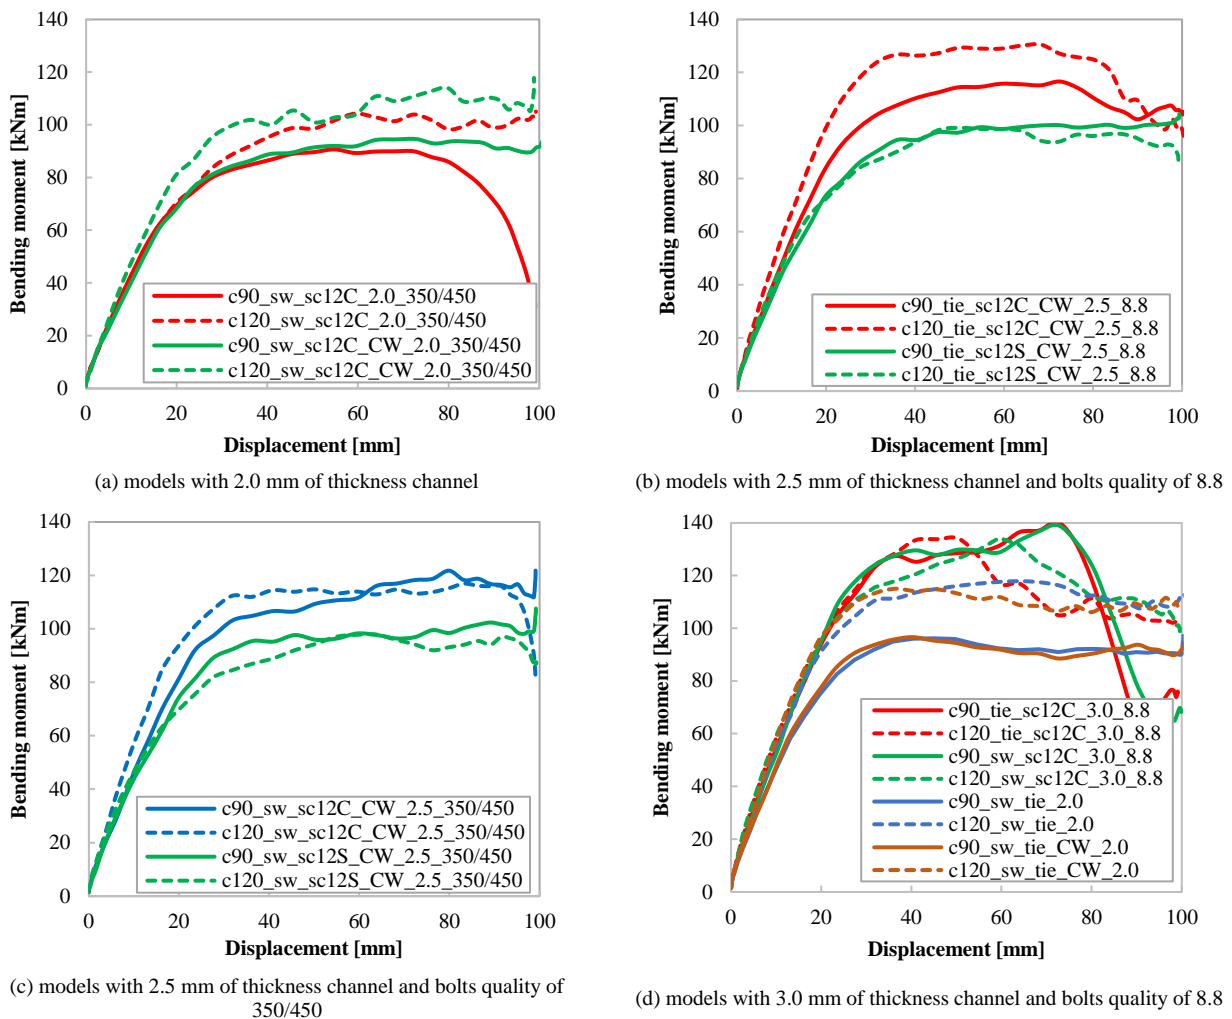 140
120
100
80
60
40
20
0
Bending moment [kNm]
c90_sw_sc12C_2.0_350/450
c120_sw_sc12C_2.0_350/450
c90_sw_sc12C_CW_2.0_350/450
c120_sw_sc12C_CW_2.0_350/450
0 20 40 60 80 100
Displacement [mm]
(a) models with 2.0 mm of thickness channel
140
120
100
80
60
40
20
0
Bending moment [kNm]
c90_tie_sc12C_CW_2.5_8.8
c120_tie_sc12C_CW_2.5_8.8
c90_tie_sc12S_CW_2.5_8.8
c120_tie_sc12S_CW_2.5_8.8
0 20 40 60 80 100
Displacement [mm]
(b) models with 2.5 mm of thickness channel and bolts quality of 8.8
140
120
100
80
60
40
20
0
Bending moment [kNm]
c90_sw_sc12C_CW_2.5_350/450
c120_sw_sc12C_CW_2.5_350/450
c90_sw_sc12S_CW_2.5_350/450
c120_sw_sc12S_CW_2.5_350/450
0 20 40 60 80 100
Displacement [mm]
(c) models with 2.5 mm of thickness channel and bolts quality of
350/450
140
120
100
80
60
40
20
0
Bending moment [kNm]
c90_tie_sc12C_3.0_8.8
c120_tie_sc12C_3.0_8.8
c90_sw_sc12C_3.0_8.8
c120_sw_sc12C_3.0_8.8
c90_sw_tie_2.0
c120_sw_tie_2.0
c90_sw_tie_CW_2.0
c120_sw_tie_CW_2.0
0 20 40 60 80 100
Displacement [mm]
(d) models with 3.0 mm of thickness channel and bolts quality of 8.8